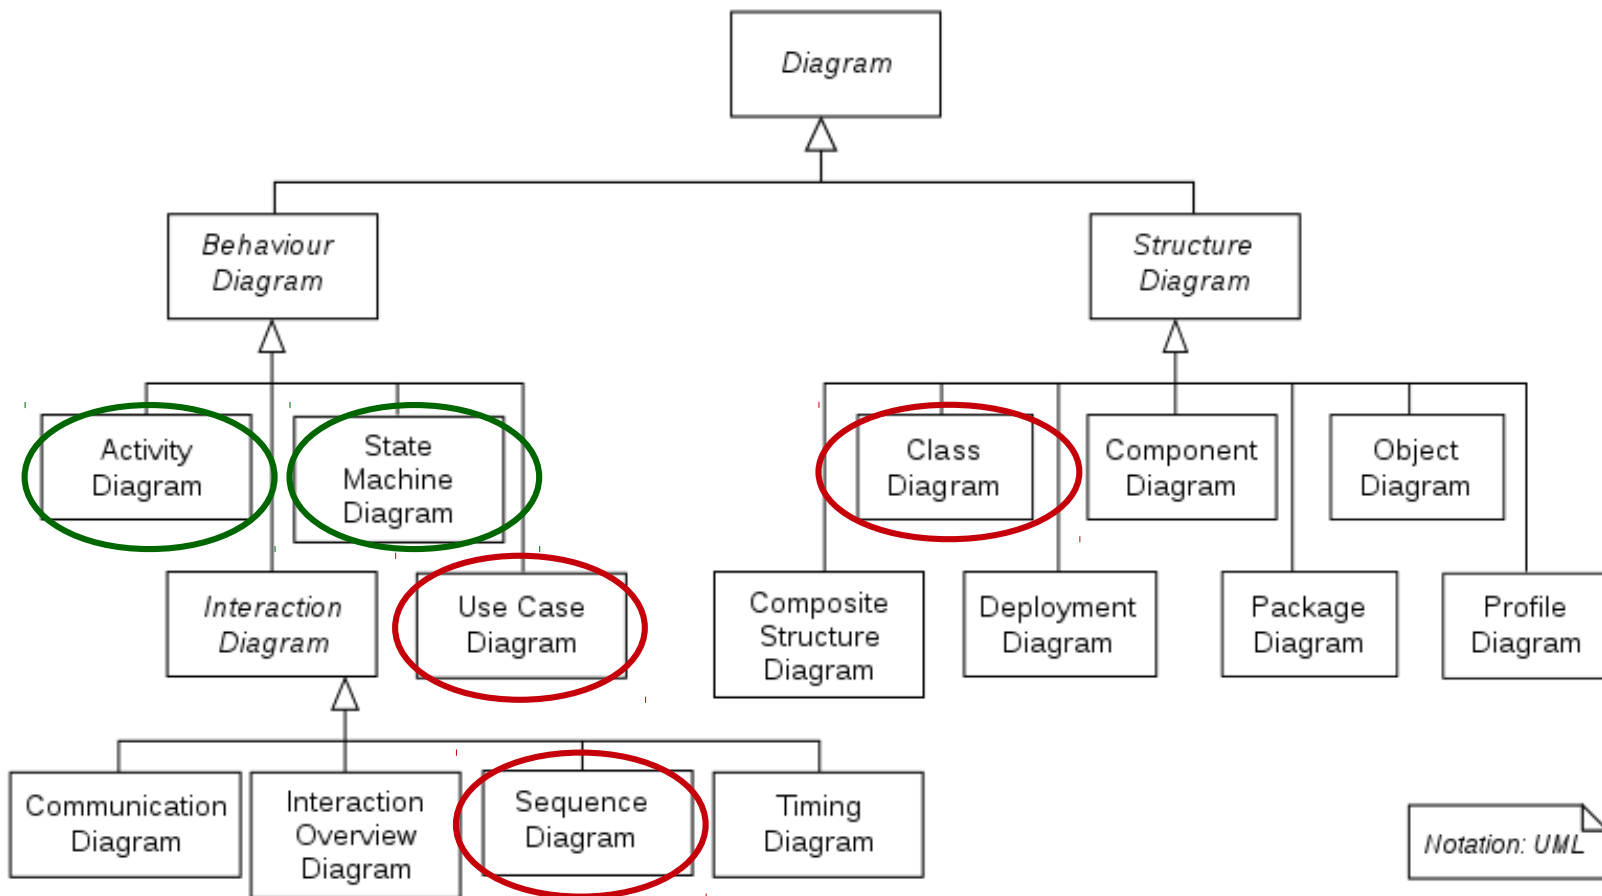 Diagram
Behaviour
Diagram
Structure
Diagram
Activity
Diagram
State
Machine
Diagram
Class
Diagram
Component
Diagram
Object
Diagram
Interaction
Diagram
Use Case
Diagram
Composite
Structure
Diagram
Deployment
Diagram
Package
Diagram
Profile
Diagram
Communication
Diagram
Interaction
Overview
Diagram
Sequence
Diagram
Timing
Diagram
Notation: UML